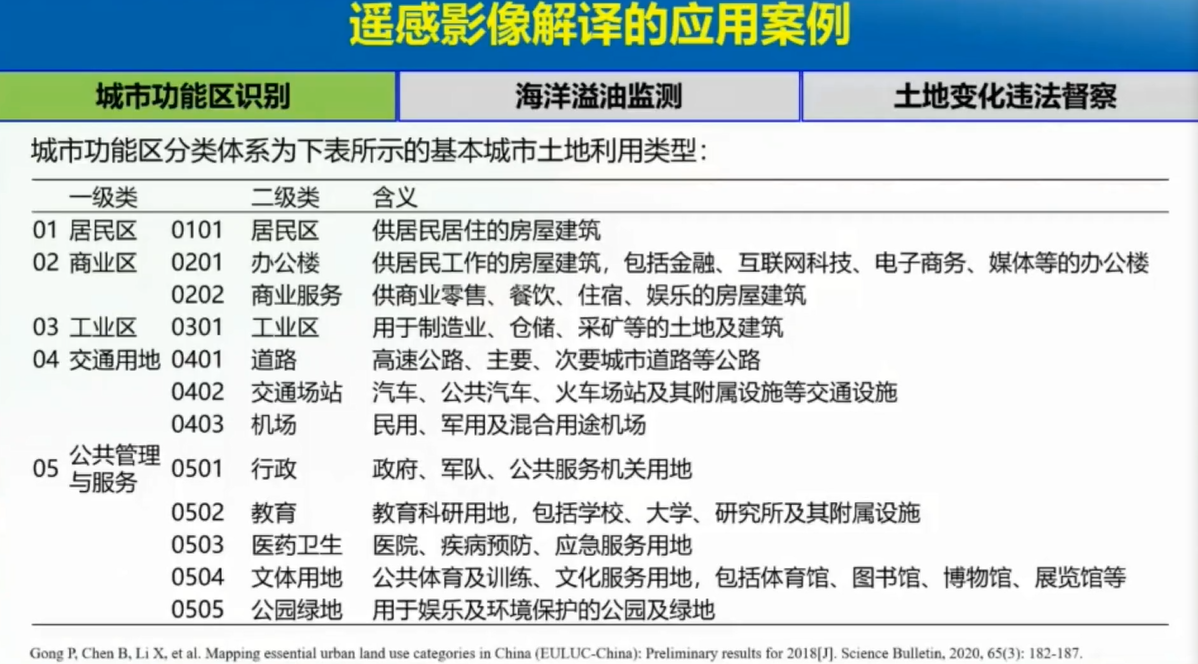 遥感影像解译的应用案例
城市功能区识别 海洋溢油监测 土地变化违法督察
城市功能区分类体系为下表所示的基本城市土地利用类型：
一级类 二级类 含义
01 居民区 0101 居民区 供居民居住的房屋建筑
02 商业区 0201 办公楼 供居民工作的房屋建筑，包括金融、互联网科技、电子商务、媒体等的办公楼
0202 商业服务 供商业零售、餐饮、住宿、娱乐的房屋建筑
03 工业区 0301 工业区 用于制造业、仓储、采矿等的土地及建筑
04 交通用地 0401 道路 高速公路、主要、次要城市道路等公路
0402 交通场站 汽车、公共汽车、火车场站及其附属设施等交通设施
0403 机场 民用、军用及混合用途机场
05 公共管理与服务 0501 行政 政府、军队、公共服务机关用地
0502 教育 教育科研用地，包括学校、大学、研究所及其附属设施
0503 医药卫生 医院、疾病预防、应急服务用地
0504 文体用地 公共体育及训练、文化服务用地，包括体育馆、图书馆、博物馆、展览馆等
0505 公园绿地 用于娱乐及环境保护的公园及绿地
Gong P, Chen B, Li X, et al. Mapping essential urban land use categories in China (EULUC-China): Preliminary results for 2018[J]. Science Bulletin, 2020, 65(3): 182-187.